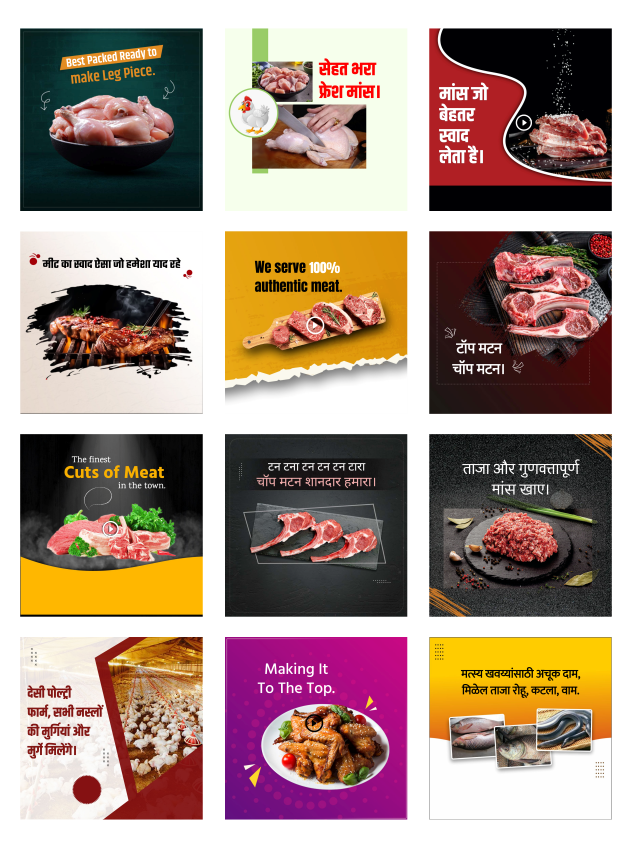 Best Packed Ready to
make Leg Piece.
सेहत भरा
फ्रेश मांस।
मांस जो
बेहतर
स्वाद
लेता है।
मीट का स्वाद ऐसा जो हमेशा याद रहे
We serve 100%
authentic meat.
टॉप मटन
चॉप मटन।
The finest
Cuts of Meat
in the town.
टन टना टन टन टन टारा
चॉप मटन शानदार हमारा।
ताजा और गुणवत्तापूर्ण
मांस खाए।
देसी पोल्ट्री
फार्म, सभी नस्लों
की मुर्गियां और
मुर्गे मिलेंगे।
Making It
To The Top.
मत्स्य खवय्यांसाठी अचूक दाम,
मिळेल ताजा रोहू, कटला, वाम.